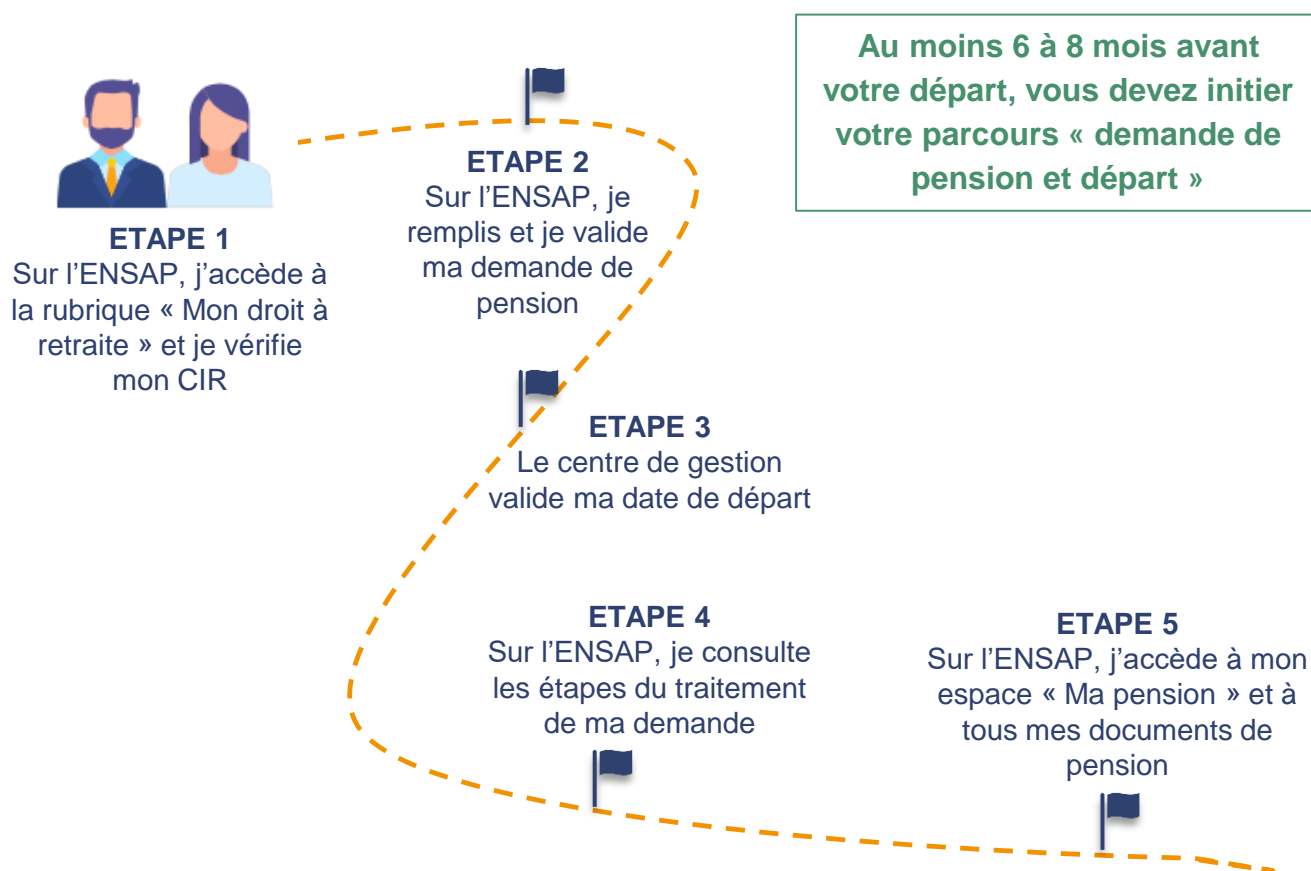 Au moins 6 à 8 mois avant
votre départ, vous devez initier
votre parcours « demande de
pension et départ »
ETAPE 1
Sur l'ENSAP, j'accède à
la rubrique « Mon droit à
retraite » et je vérifie
mon CIR
ETAPE 2
Sur l'ENSAP, je
remplis et je valide
ma demande de
pension
ETAPE 3
Le centre de gestion
valide ma date de départ
ETAPE 4
Sur l'ENSAP, je consulte
les étapes du traitement
de ma demande
ETAPE 5
Sur l'ENSAP, j'accède à mon
espace « Ma pension » et à
tous mes documents de
pension